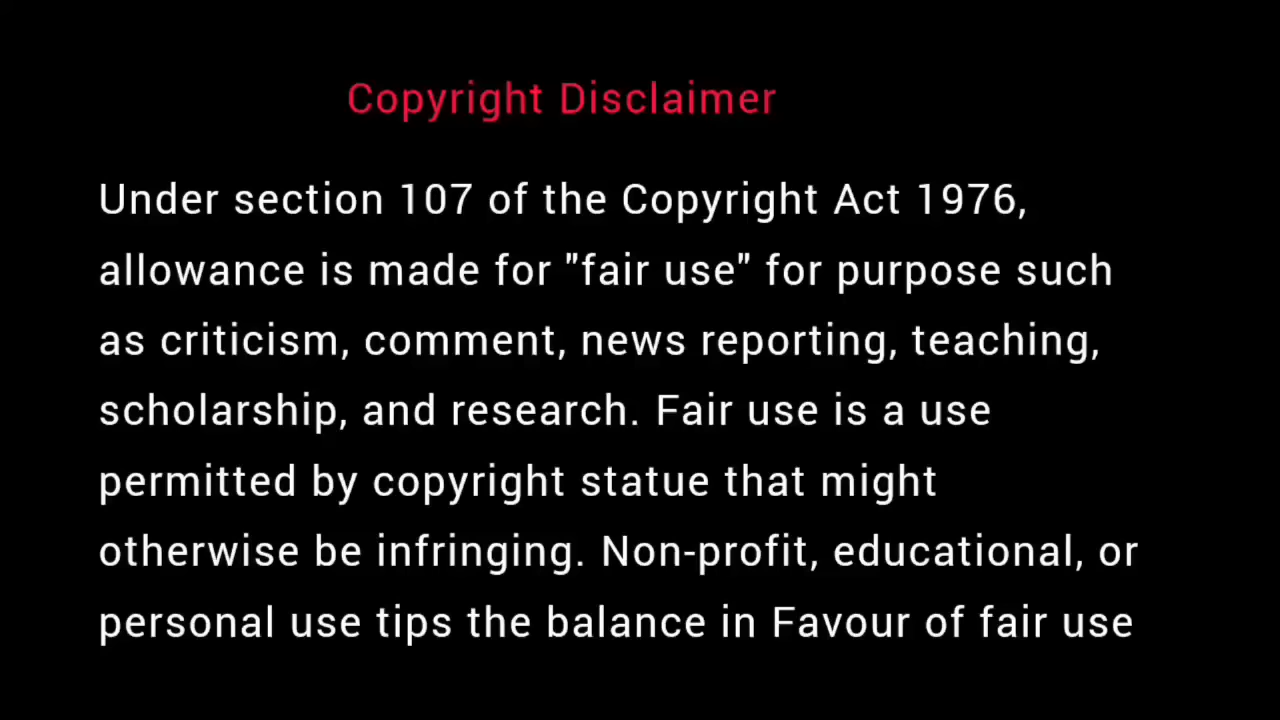 Copyright Disclaimer
Under section 107 of the Copyright Act 1976,
allowance is made for "fair use" for purpose such
as criticism, comment, news reporting, teaching,
scholarship, and research. Fair use is a use
permitted by copyright statue that might
otherwise be infringing. Non-profit, educational, or
personal use tips the balance in Favour of fair use